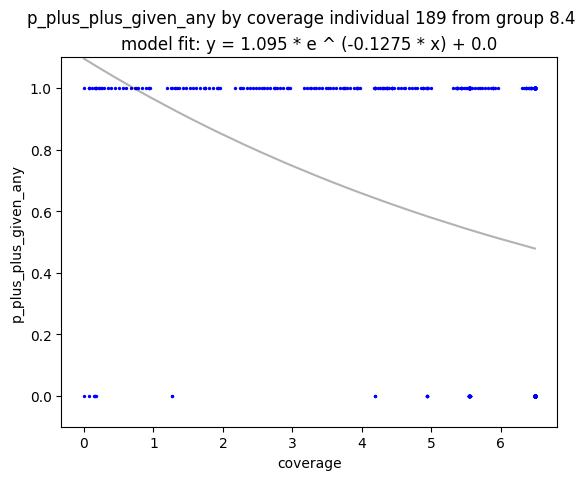 p_plus_plus_given_any by coverage individual 189 from group 8.4
model fit: y = 1.095 * e ^ (-0.1275 * x) + 0.0
1.0
0.8
0.6
0.4
0.2
0.0
p_plus_plus_given_any
0 1 2 3 4 5 6
coverage